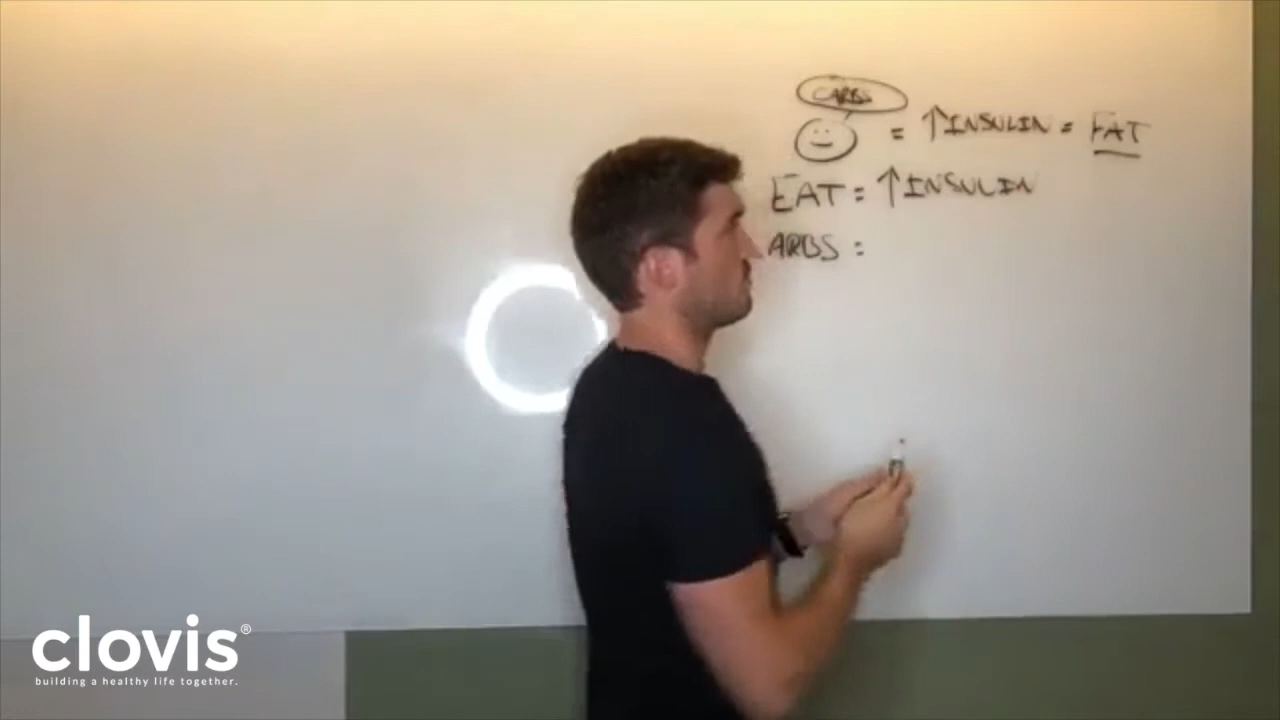 CARBS
= ↑INSULIN = FAT
EAT = ↑INSULIN
ARBS =
clovis®
building a healthy life together.